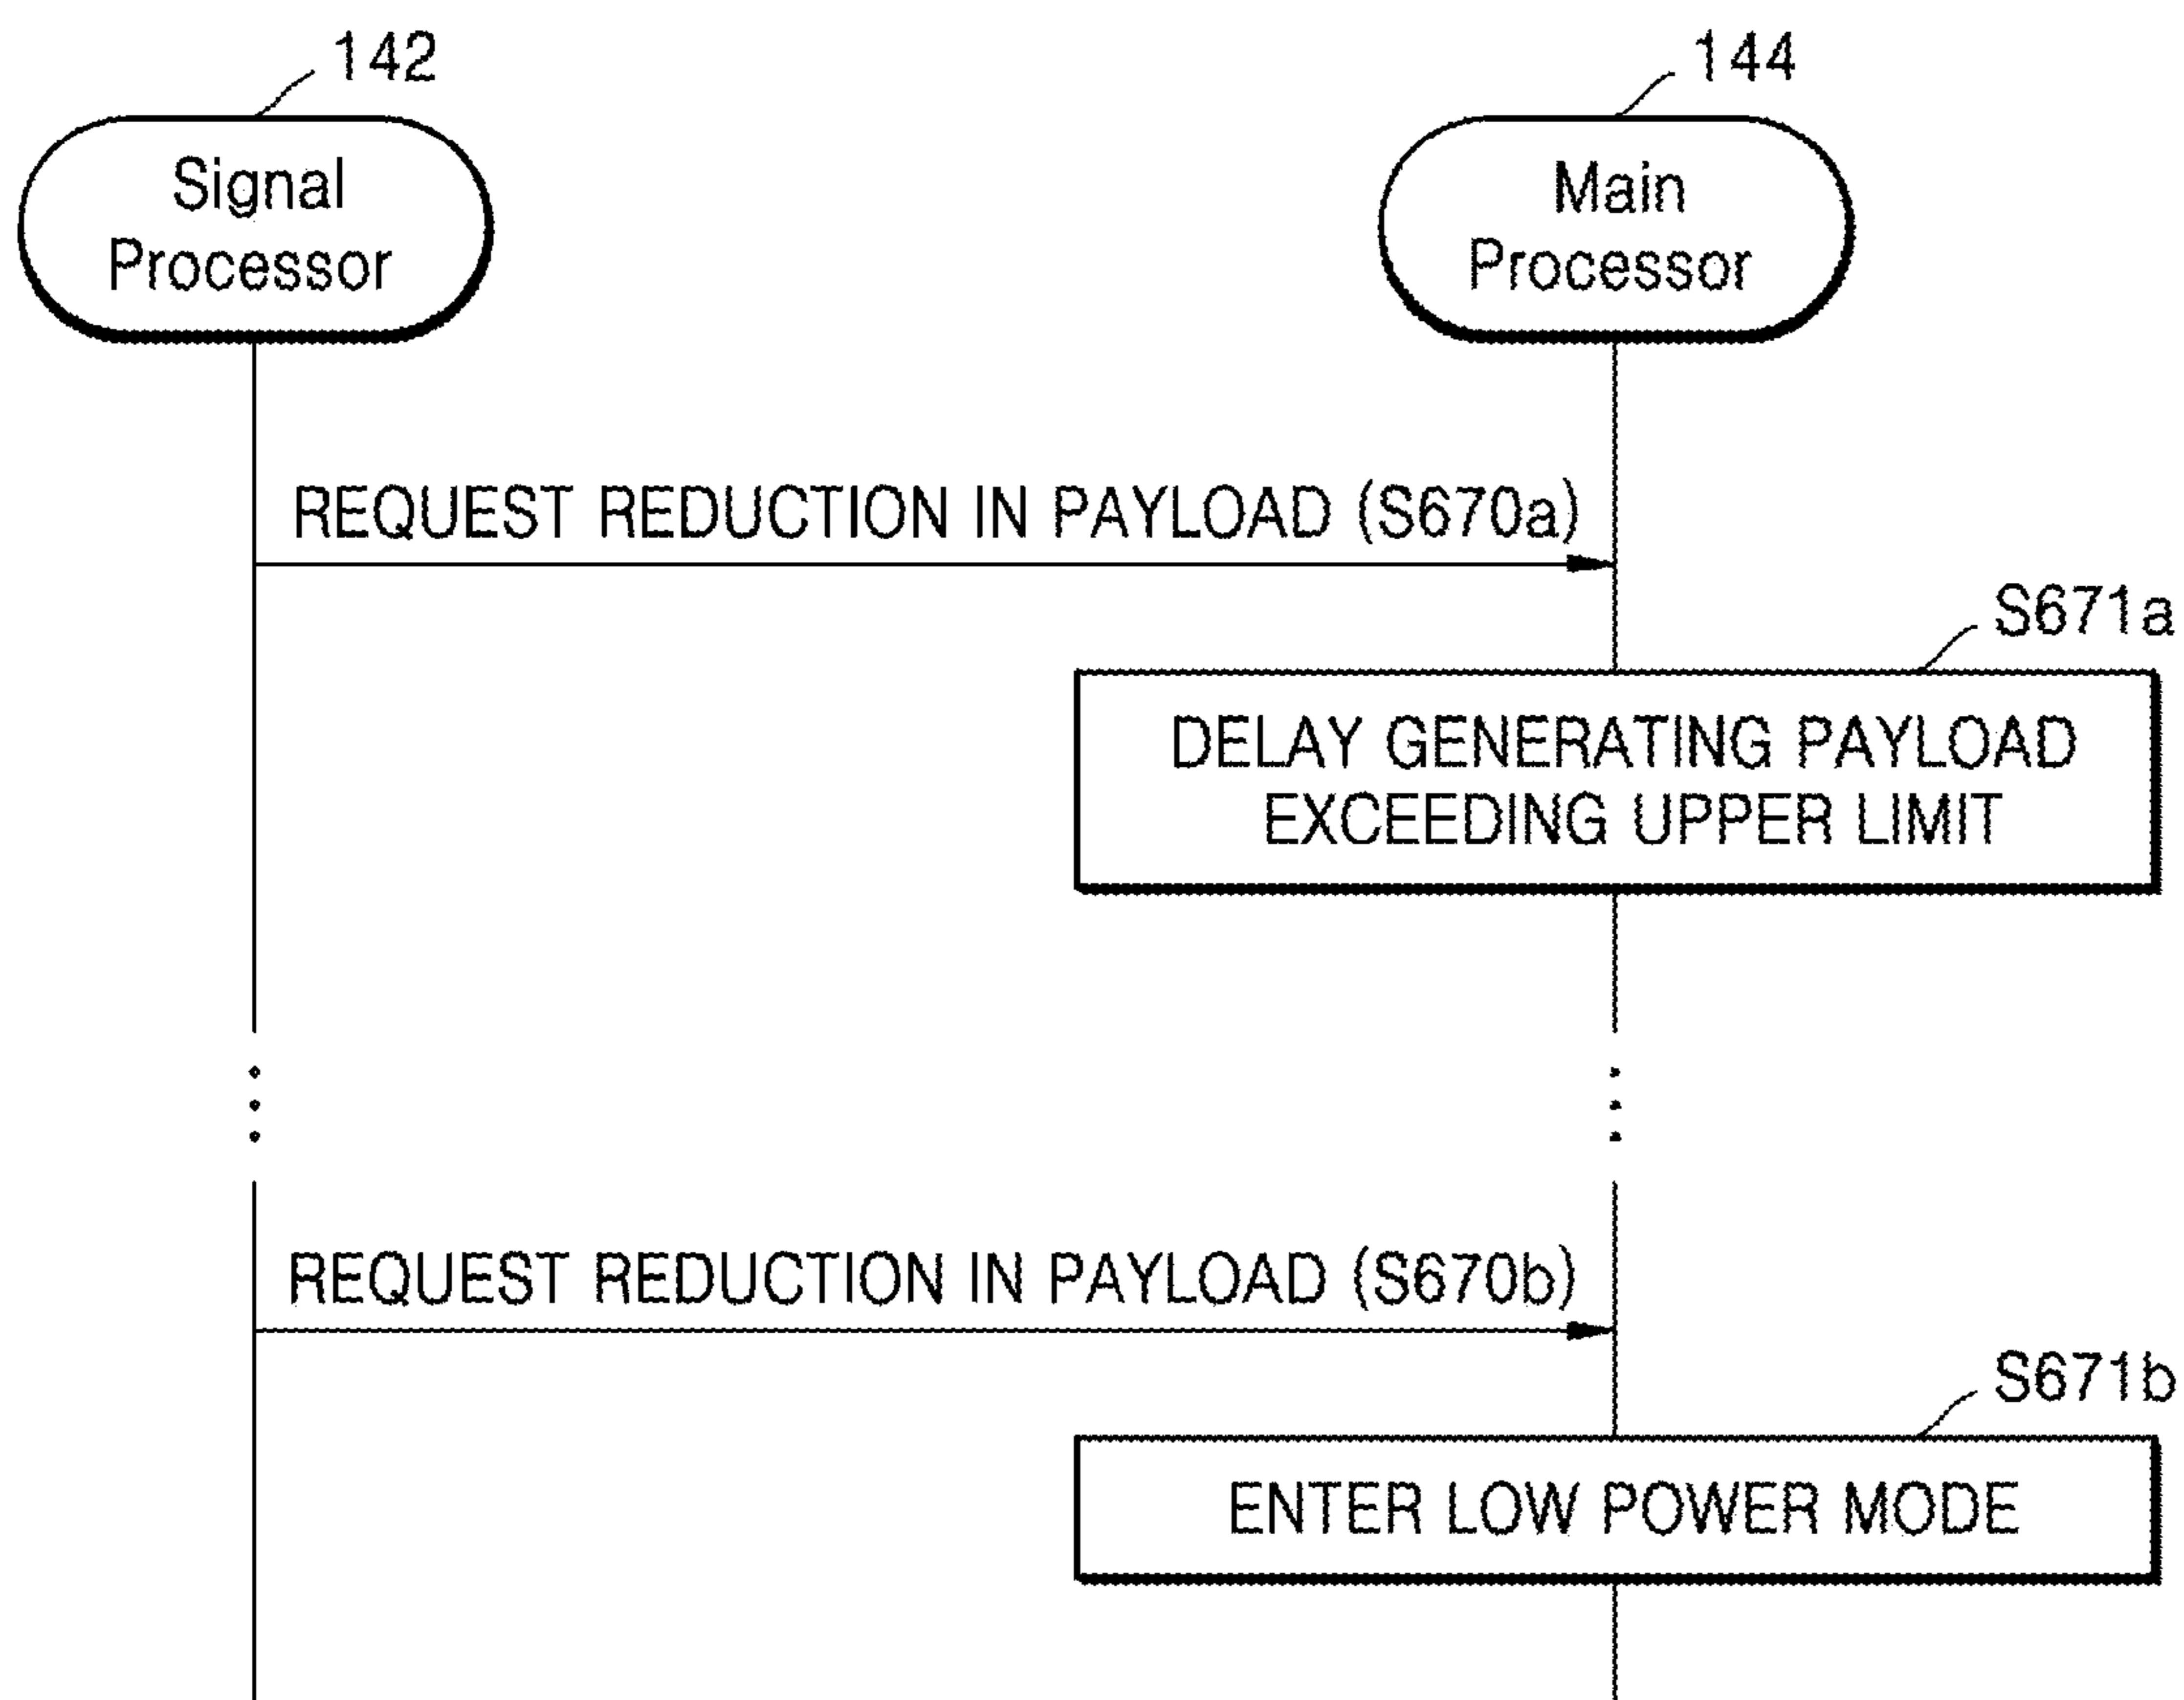 142
144
Signal
Processor
Main
Processor
REQUEST REDUCTION IN PAYLOAD (S670a)
S671a
DELAY GENERATING PAYLOAD
EXCEEDING UPPER LIMIT
REQUEST REDUCTION IN PAYLOAD (S670b)
S671b
ENTER LOW POWER MODE